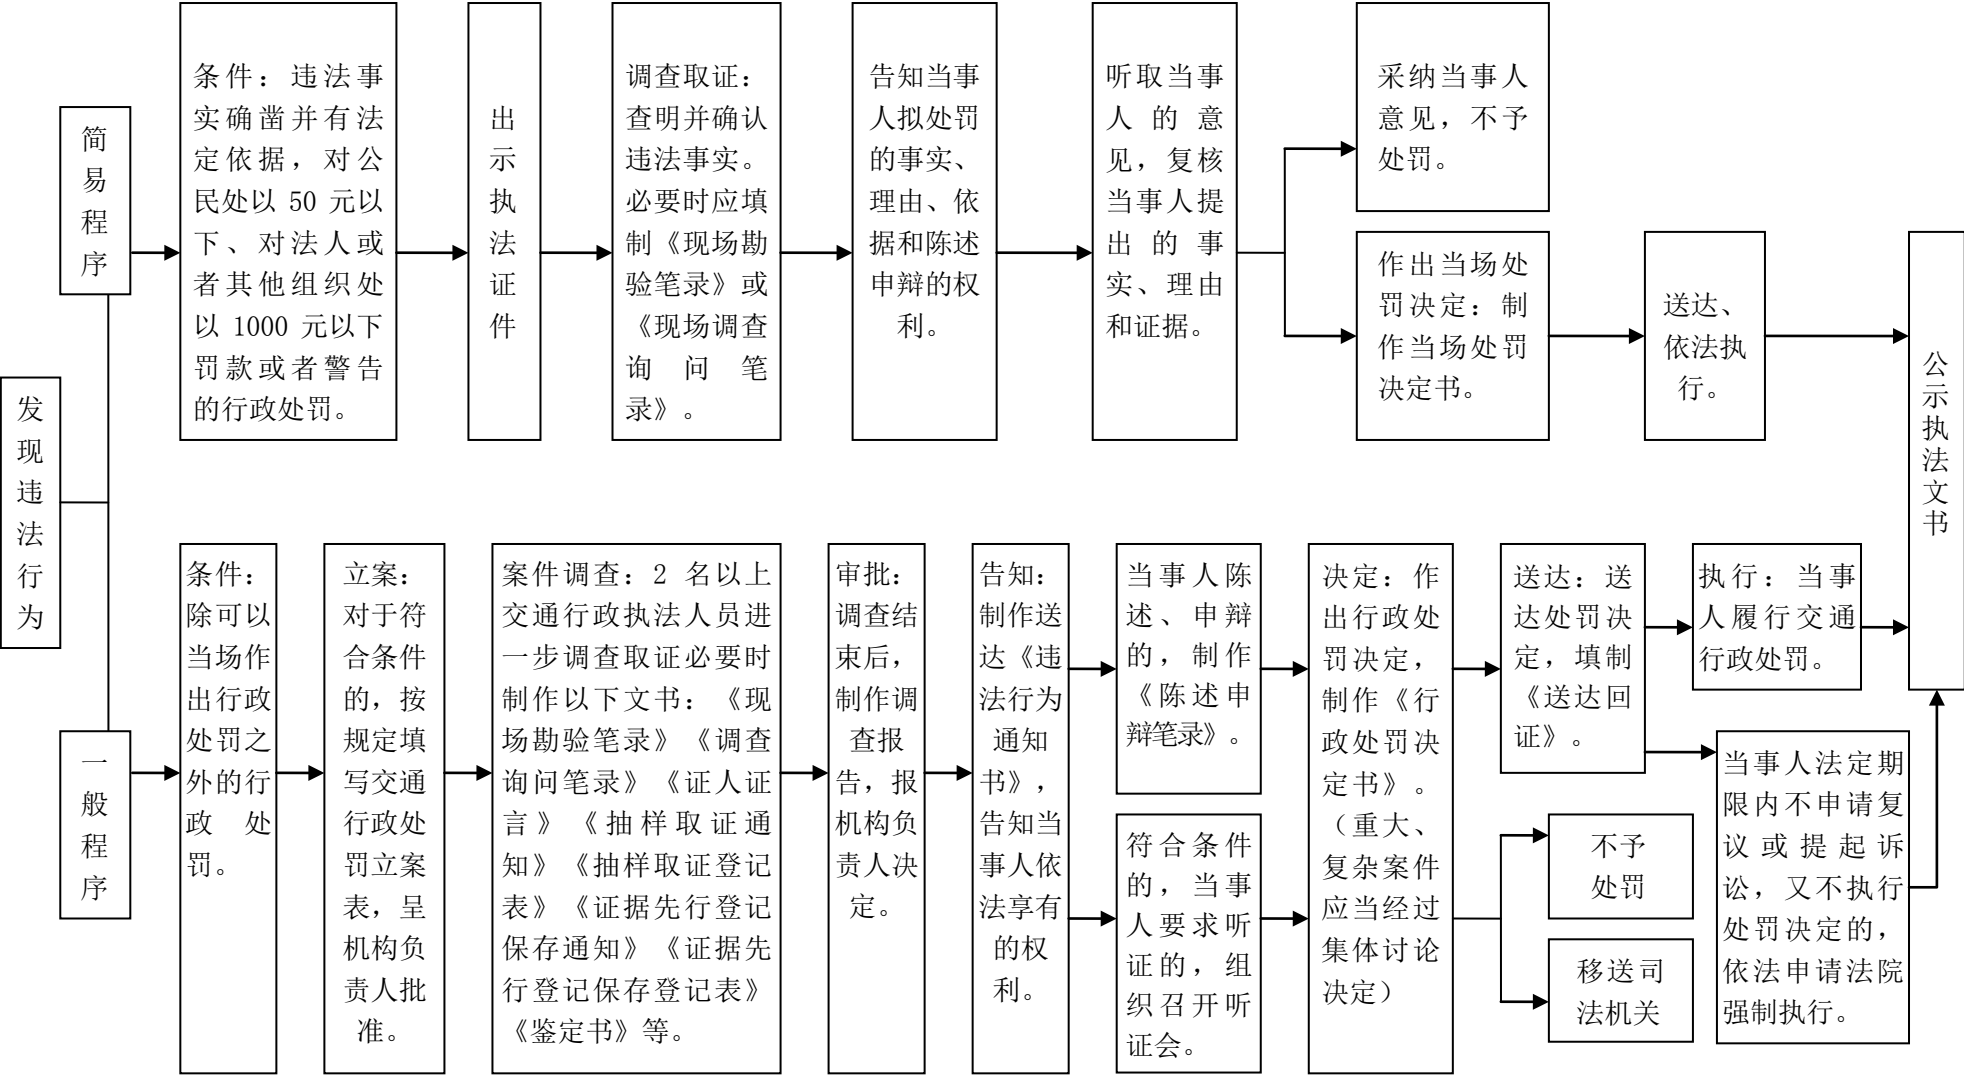 发
现
违
法
行
为
简
易
程
序
条件：违法事
实确凿并有法
定依据，对公
民处以 50 元以
下、对法人或
者其他组织处
以 1000 元以下
罚款或者警告
的行政处罚。
出
示
执
法
证
件
调查取证：
查明并确认
违法事实。
必要时应填
制《现场勘
验笔录》或
《现场调查
询问笔
录》。
告知当事
人拟处罚
的事实、
理由、依
据和陈述
申辩的权
利。
听取当事
人的意
见，复核
当事人提
出的事
实、理由
和证据。
采纳当事人
意见，不予
处罚。
作出当场处
罚决定：制
作当场处罚
决定书。
送达、
依法执
行。
公
示
执
法
文
书
一
般
程
序
条件：
除可以
当场作
出行政
处罚之
外的行
政处
罚。
立案：
对于符
合条件
的，按
规定填
写交通
行政处
罚立案
表，呈
机构负
责人批
准。
案件调查：2 名以上
交通行政执法人员进
一步调查取证必要时
制作以下文书：《现
场勘验笔录》《调查
询问笔录》《证人证
言》《抽样取证通
知》《抽样取证登记
表》《证据先行登记
保存通知》《证据先
行登记保存登记表》
《鉴定书》等。
审批：
调查结
束后，
制作调
查报
告，报
机构负
责人决
定。
告知：
制作送
达《违
法行为
通知
书》，
告知当
事人依
法享有
的权
利。
当事人陈
述、申辩
的，制作
《陈述申
辩笔录》。
符合条件
的，当事
人要求听
证的，组
织召开听
证会。
决定：作
出行政处
罚决定，
制作《行
政处罚决
定书》。
（重大、
复杂案件
应当经过
集体讨论
决定）
送达：送
达处罚决
定，填制
《送达回
证》。
不予
处罚
移送司
法机关
执行：当事
人履行交通
行政处罚。
当事人法定期
限内不申请复
议或提起诉
讼，又不执行
处罚决定的，
依法申请法院
强制执行。